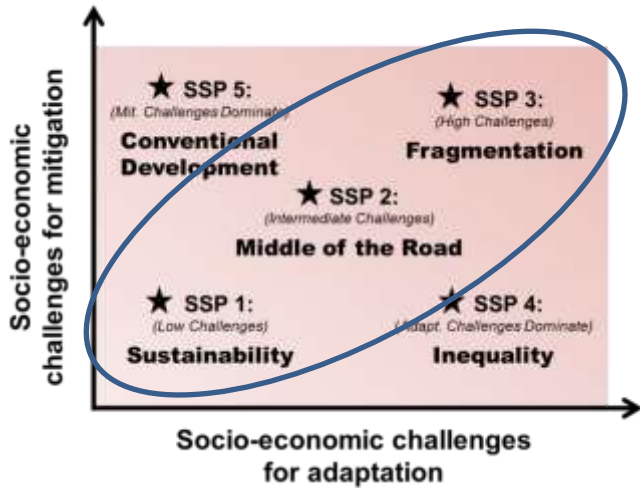 Socio-economic
challenges for mitigation
SSP 5:
(Mit. Challenges Dominate)
Conventional
Development
SSP 3:
(High Challenges)
Fragmentation
SSP 2:
(Intermediate Challenges)
Middle of the Road
SSP 1:
(Low Challenges)
Sustainability
SSP 4:
(Adapt. Challenges Dominate)
Inequality
Socio-economic challenges
for adaptation